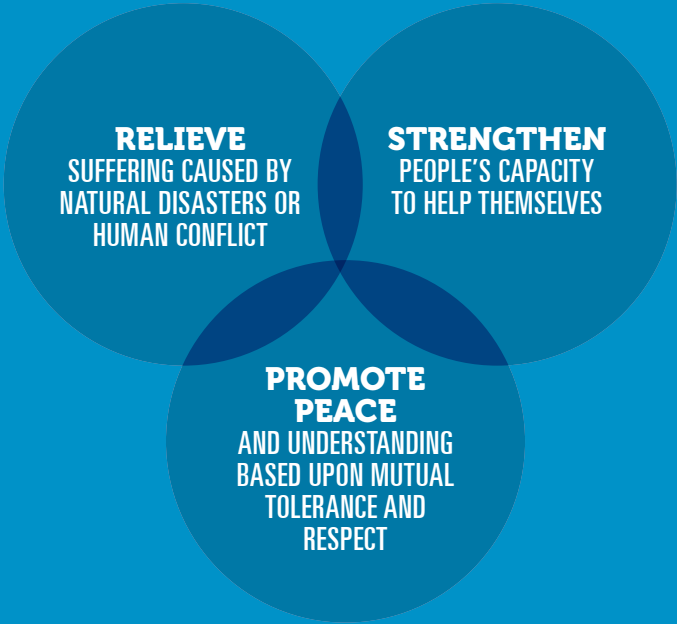 RELIEVE
SUFFERING CAUSED BY
NATURAL DISASTERS OR
HUMAN CONFLICT
STRENGTHEN
PEOPLE'S CAPACITY
TO HELP THEMSELVES
PROMOTE
PEACE
AND UNDERSTANDING
BASED UPON MUTUAL
TOLERANCE AND
RESPECT